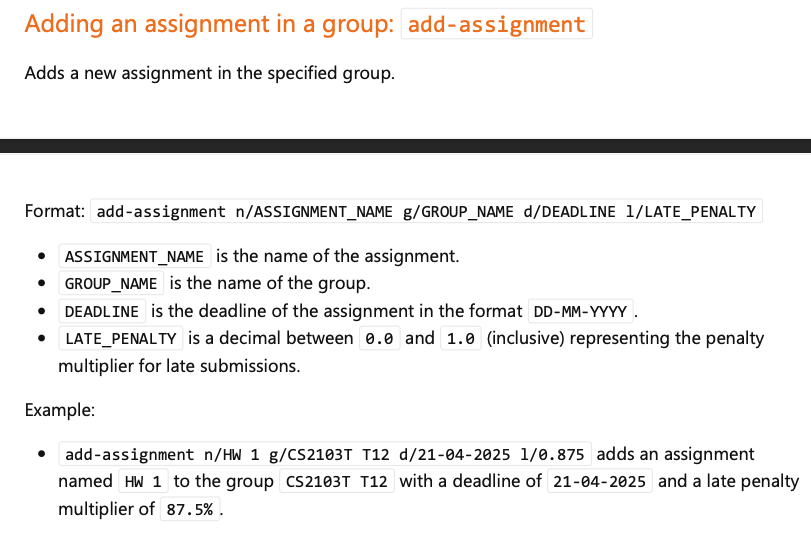 Adding an assignment in a group: add-assignment
Adds a new assignment in the specified group.
Format: add-assignment n/ASSIGNMENT_NAME g/GROUP_NAME d/DEADLINE l/LATE_PENALTY
• ASSIGNMENT_NAME is the name of the assignment.
• GROUP_NAME is the name of the group.
• DEADLINE is the deadline of the assignment in the format DD-MM-YYYY.
• LATE_PENALTY is a decimal between 0.0 and 1.0 (inclusive) representing the penalty
multiplier for late submissions.
Example:
• add-assignment n/HW 1 g/CS2103T T12 d/21-04-2025 l/0.875 adds an assignment
named HW 1 to the group CS2103T T12 with a deadline of 21-04-2025 and a late penalty
multiplier of 87.5%.